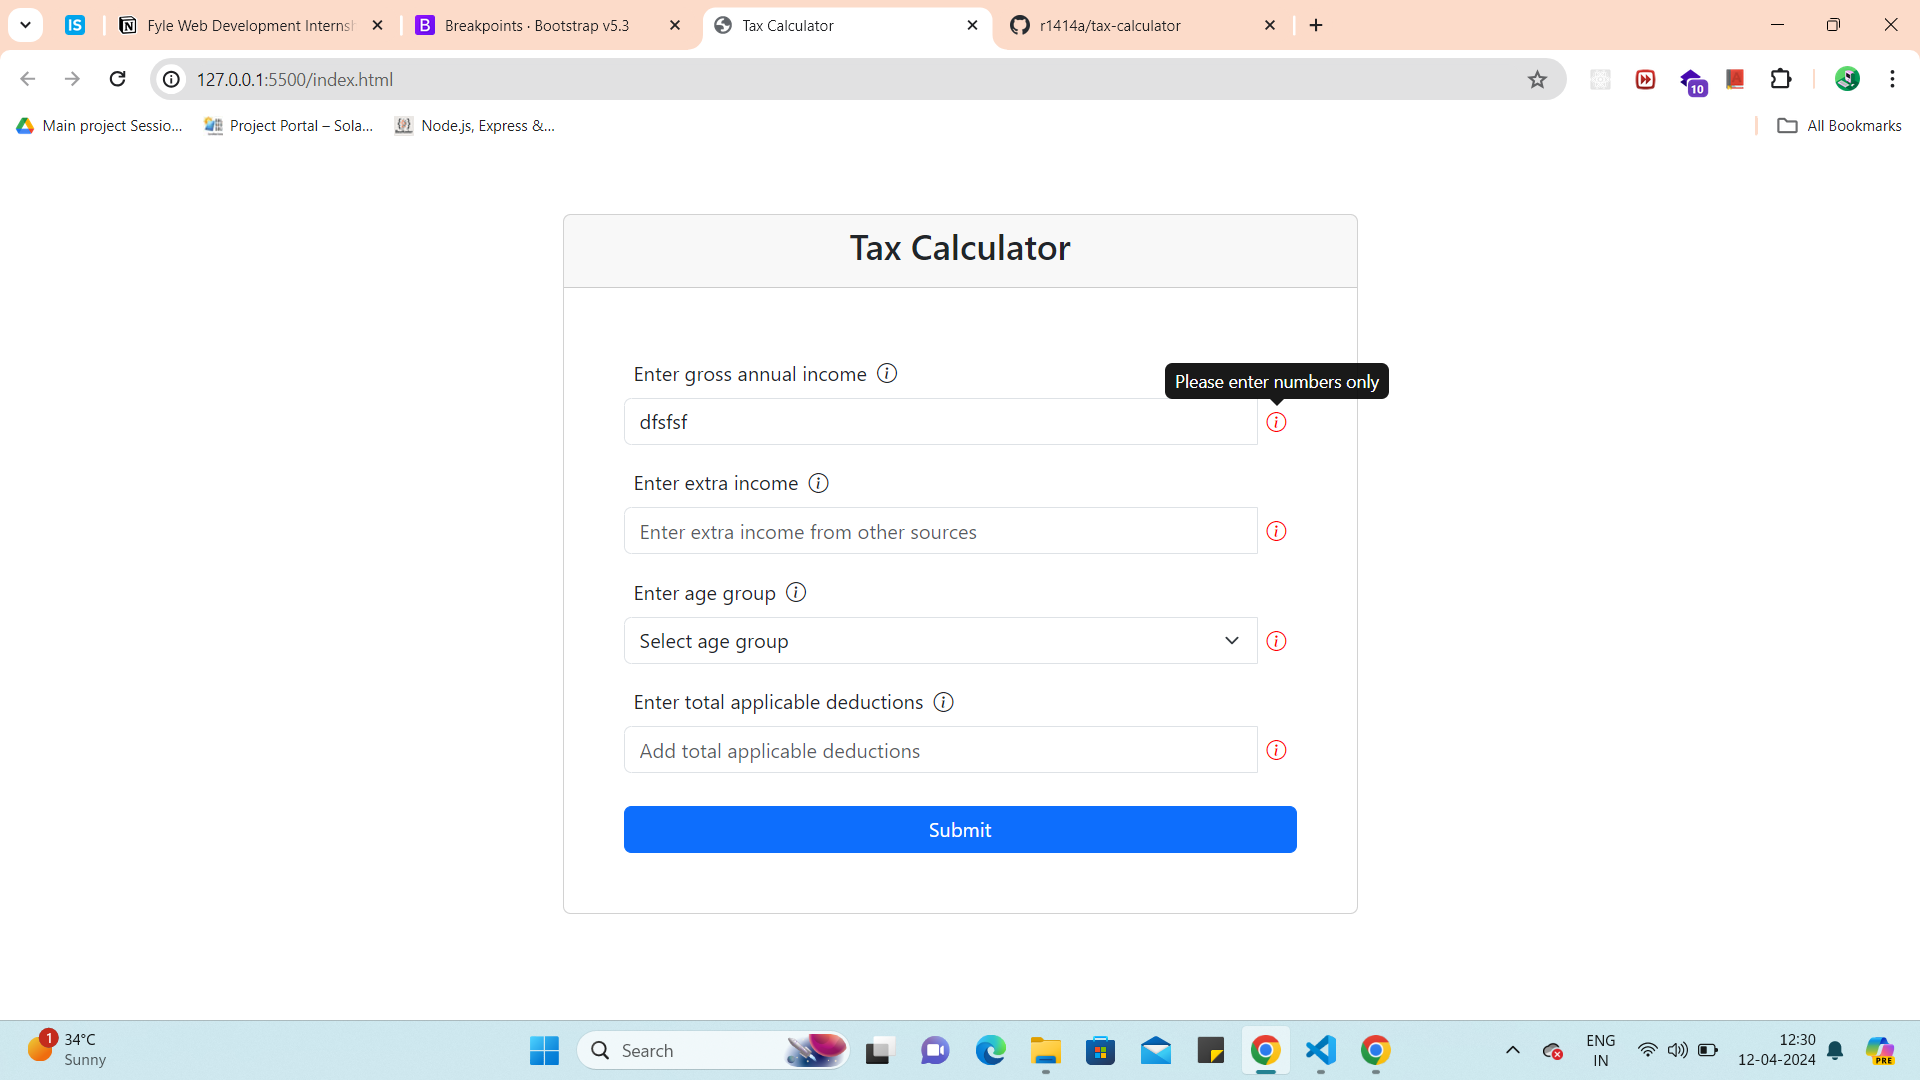 IS
Fyle Web Development Internsh
B
Breakpoints · Bootstrap v5.3
Tax Calculator
r1414a/tax-calculator
127.0.0.1:5500/index.html
10
Main project Sessio...
Project Portal – Sola...
Node.js, Express &...
All Bookmarks
Tax Calculator
Enter gross annual income
Please enter numbers only
dfsfsf
Enter extra income
Enter extra income from other sources
Enter age group
Select age group
Enter total applicable deductions
Add total applicable deductions
Submit
1
34°C
Sunny
Search
ENG
IN
12:30
12-04-2024
PRE